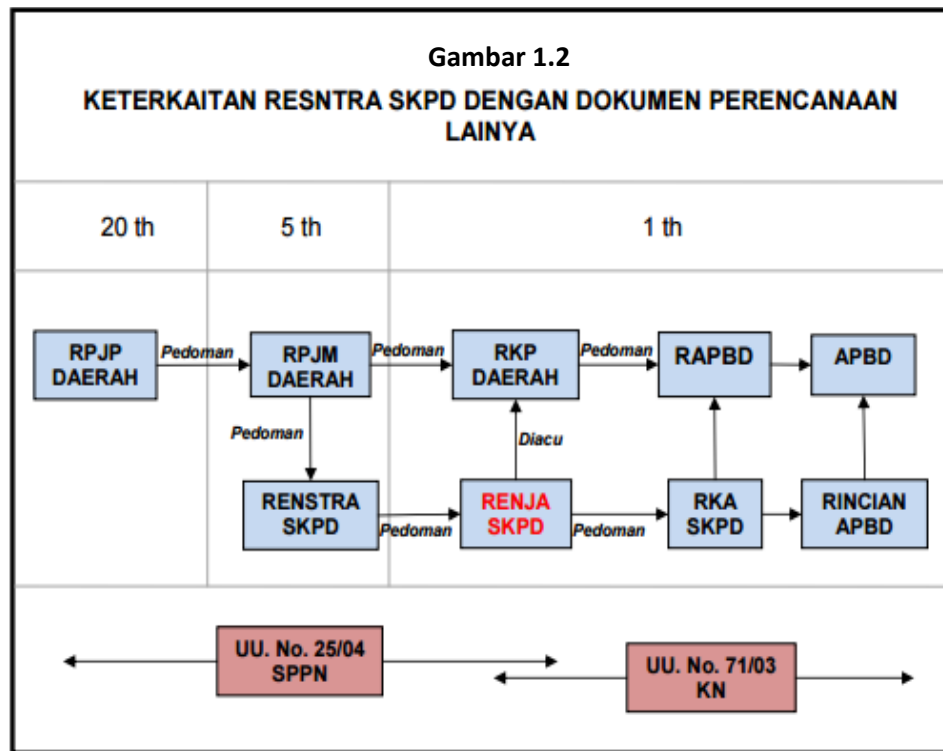 Gambar 1.2
KETERKAITAN RESNTRA SKPD DENGAN DOKUMEN PERENCANAAN
LAINYA
20 th
5 th
1 th
RPJP
DAERAH
Pedoman
RPJM
DAERAH
Pedoman
RKP
DAERAH
Pedoman
RAPBD
APBD
Pedoman
Diacu
RENSTRA
SKPD
Pedoman
RENJA
SKPD
Pedoman
RKA
SKPD
RINCIAN
APBD
UU. No. 25/04
SPPN
UU. No. 71/03
KN